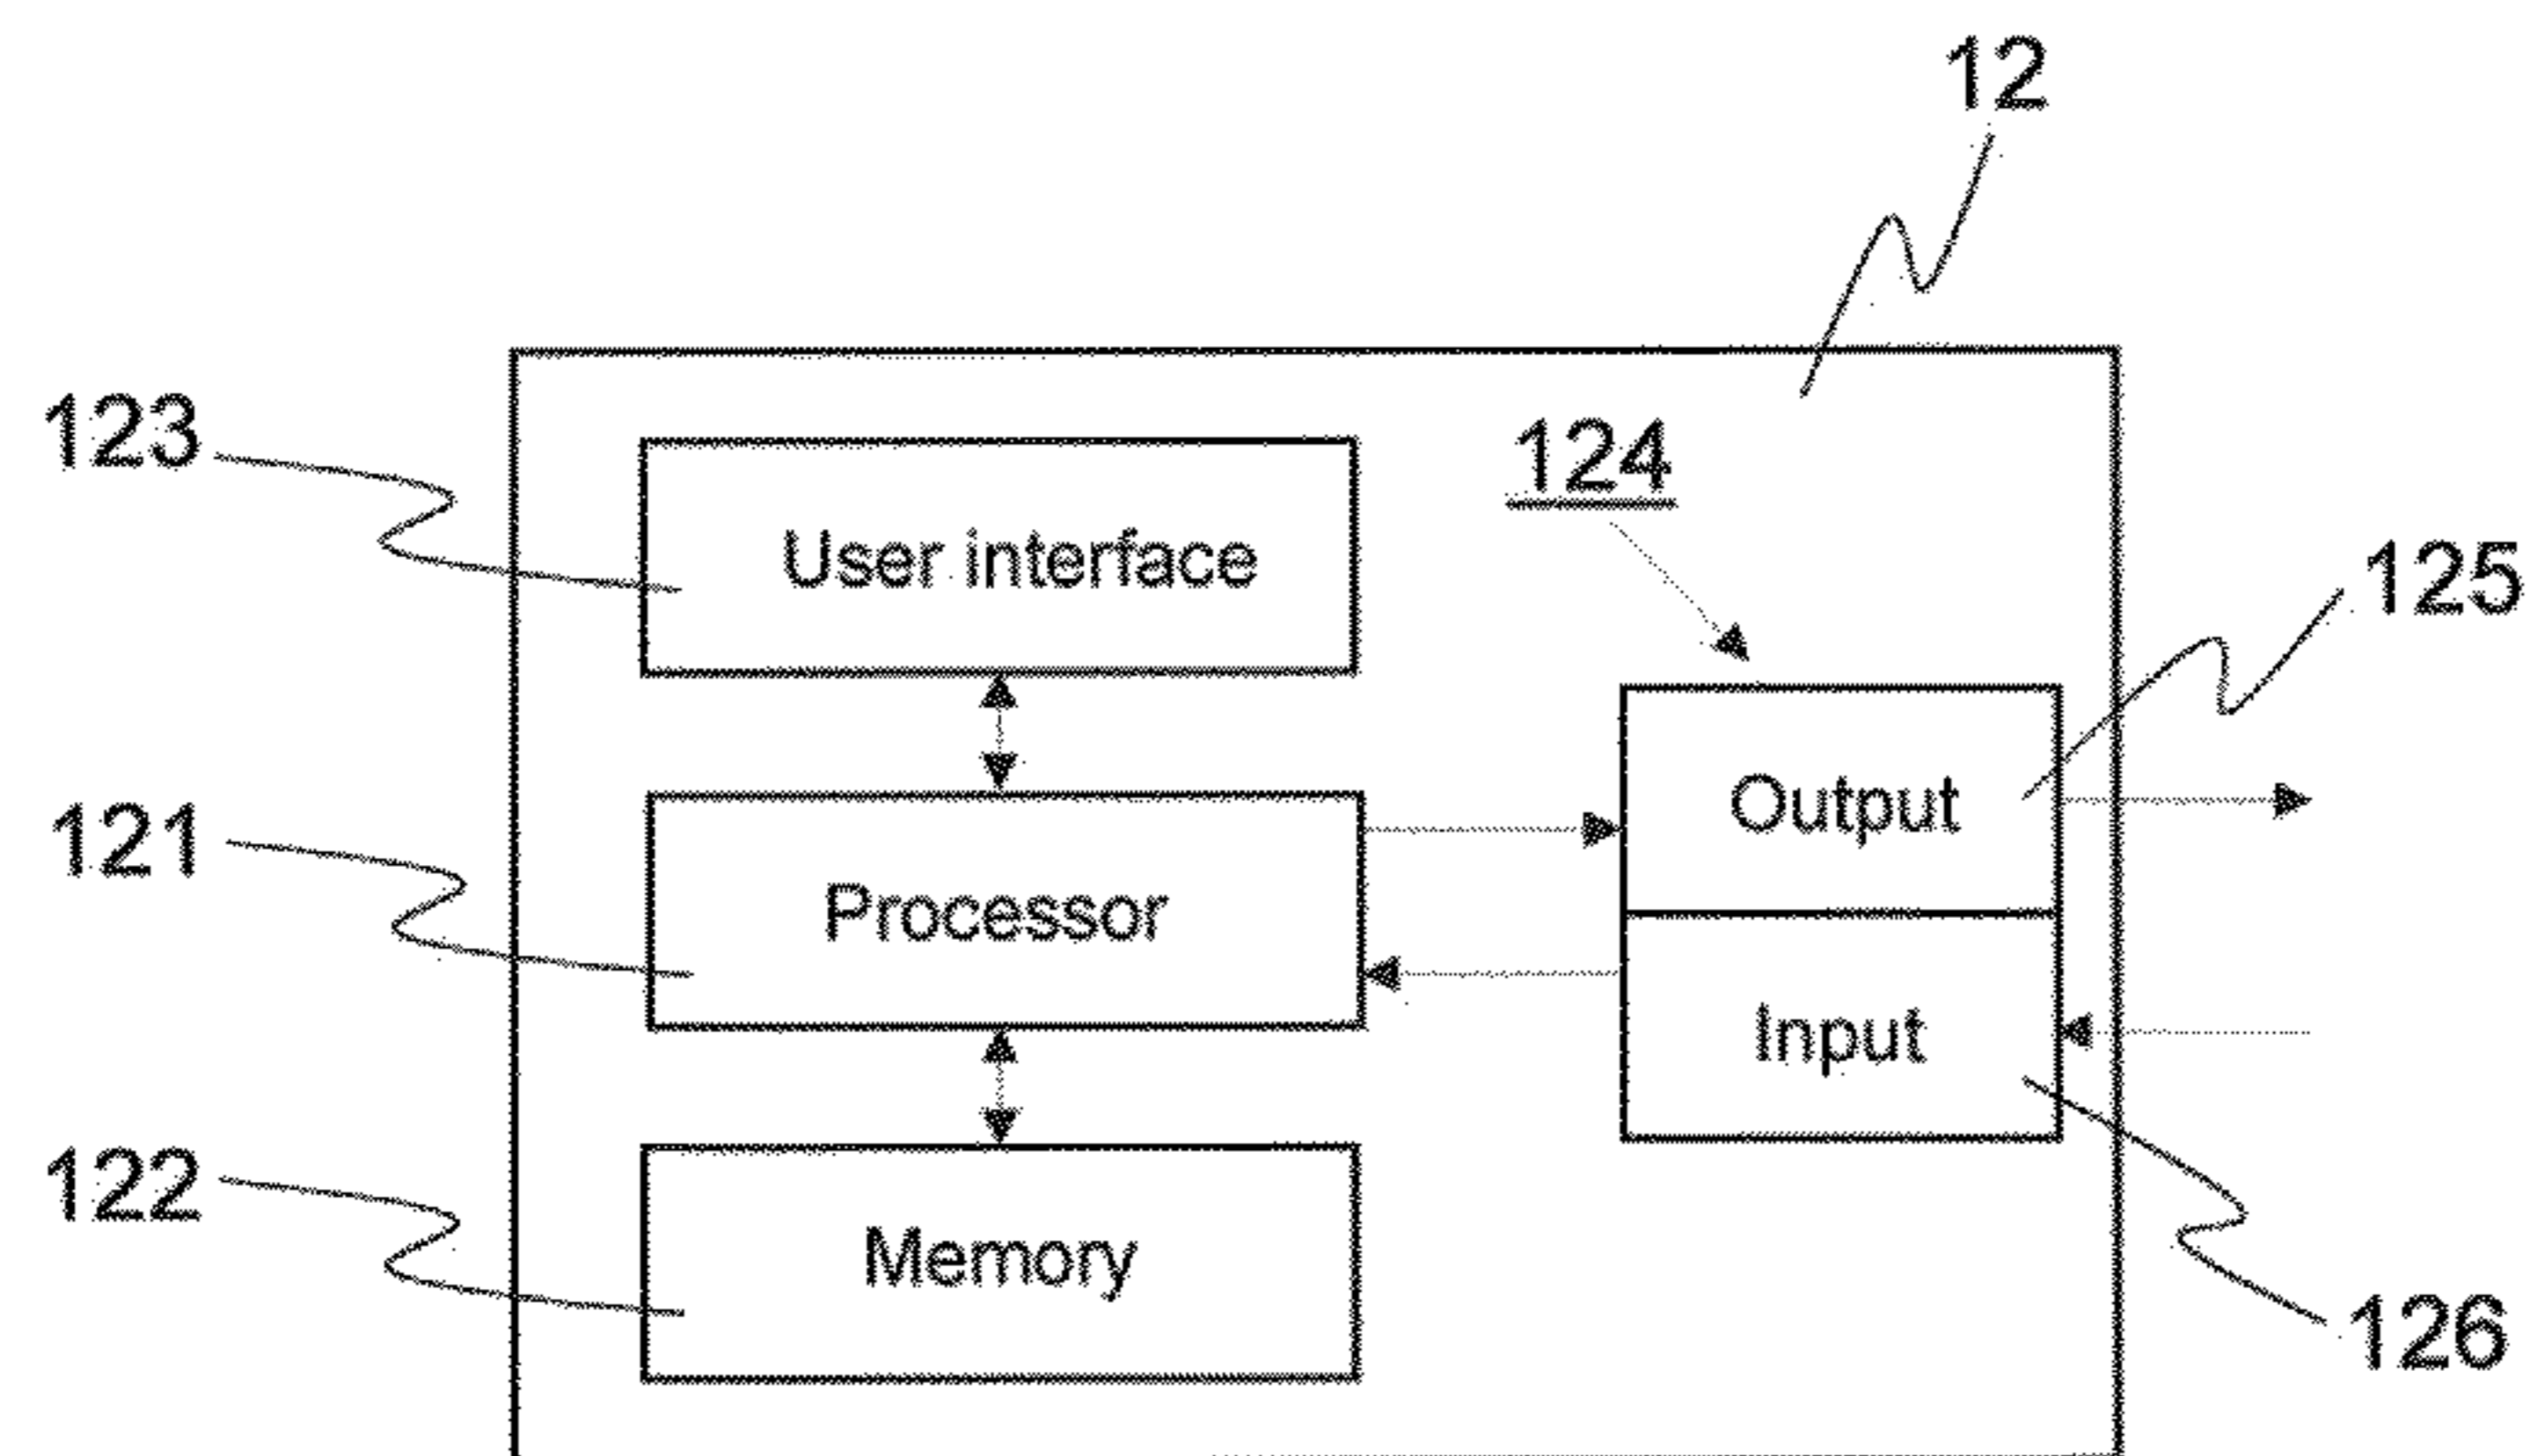 12
123
124
User interface
125
Output
121
Processor
Input
122
Memory
126